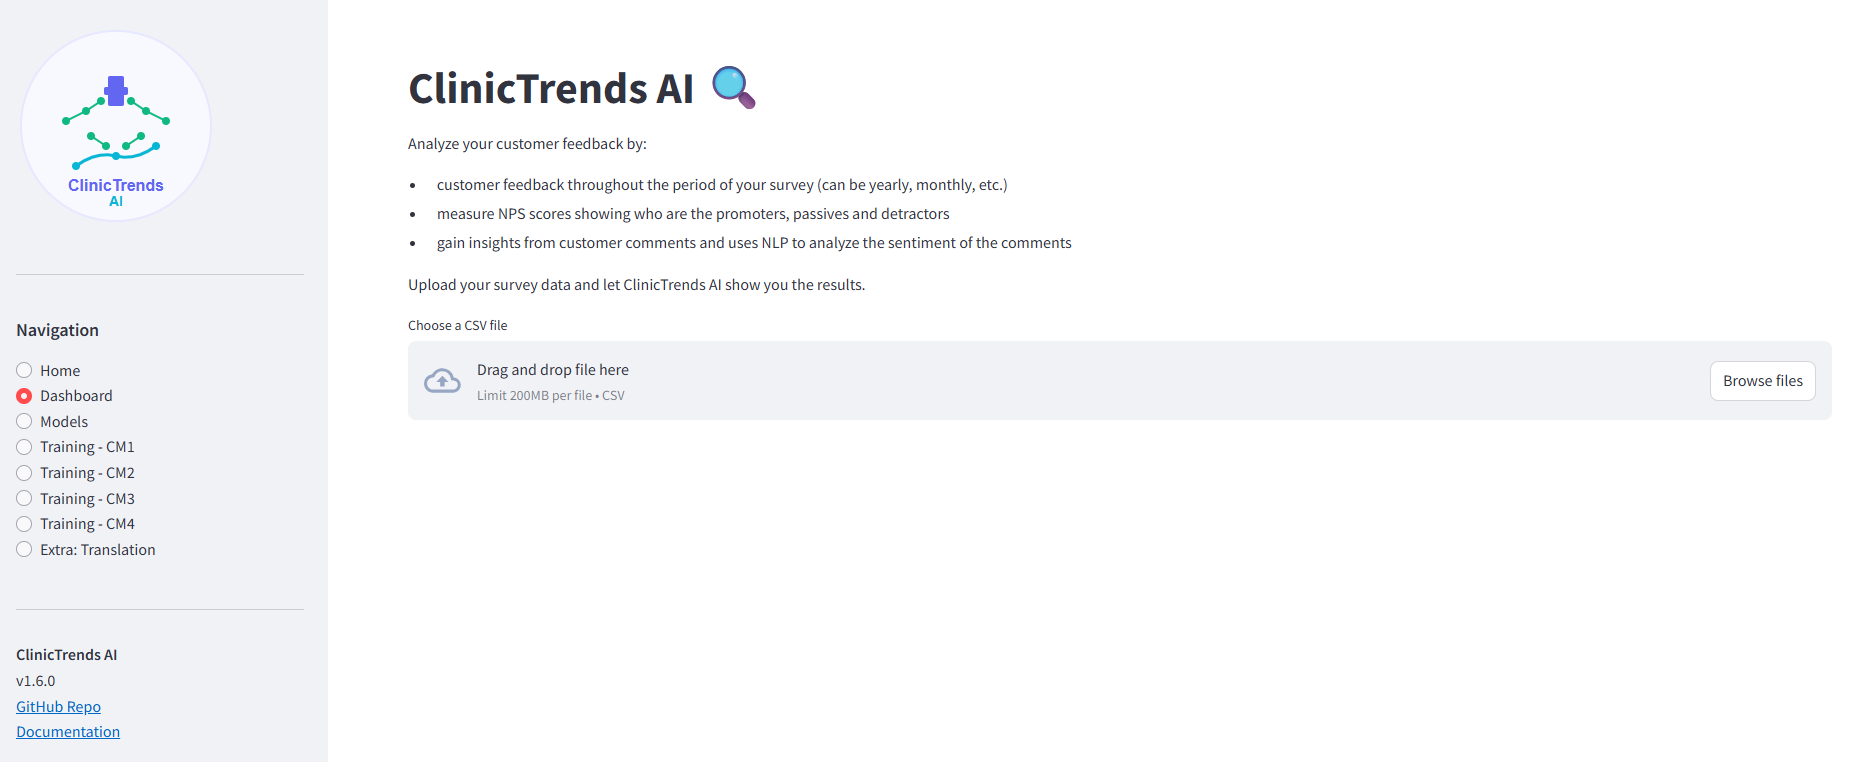 ClinicTrends
AI
Navigation
Home
Dashboard
Models
Training - CM1
Training - CM2
Training - CM3
Training - CM4
Extra: Translation
ClinicTrends AI
v1.6.0
GitHub Repo
Documentation
ClinicTrends AI
Analyze your customer feedback by:
• customer feedback throughout the period of your survey (can be yearly, monthly, etc.)
• measure NPS scores showing who are the promoters, passives and detractors
• gain insights from customer comments and uses NLP to analyze the sentiment of the comments
Upload your survey data and let ClinicTrends AI show you the results.
Choose a CSV file
Drag and drop file here
Limit 200MB per file • CSV
Browse files